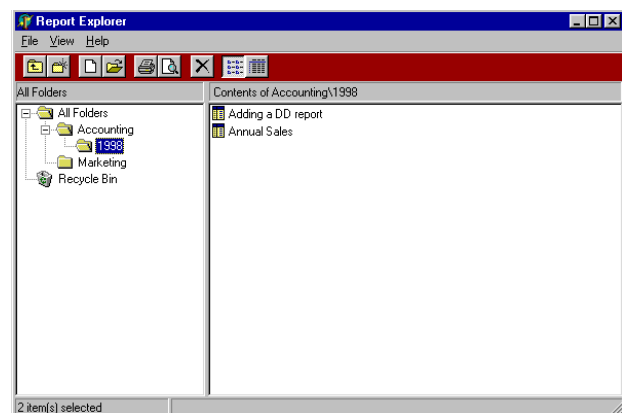 Report Explorer
File View Help
All Folders
Contents of Accounting\1998
All Folders
Accounting
1998
Marketing
Recycle Bin
Adding a DD report
Annual Sales
2 item(s) selected